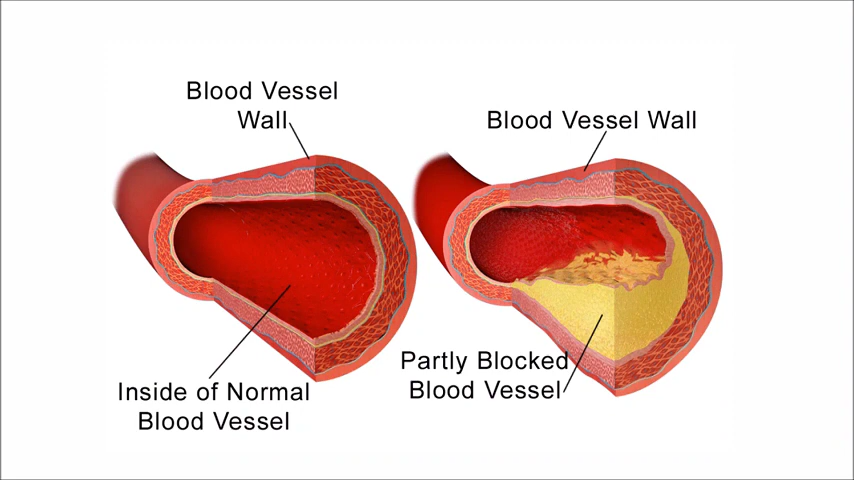 Blood Vessel
Wall
Blood Vessel Wall
Inside of Normal
Blood Vessel
Partly Blocked
Blood Vessel